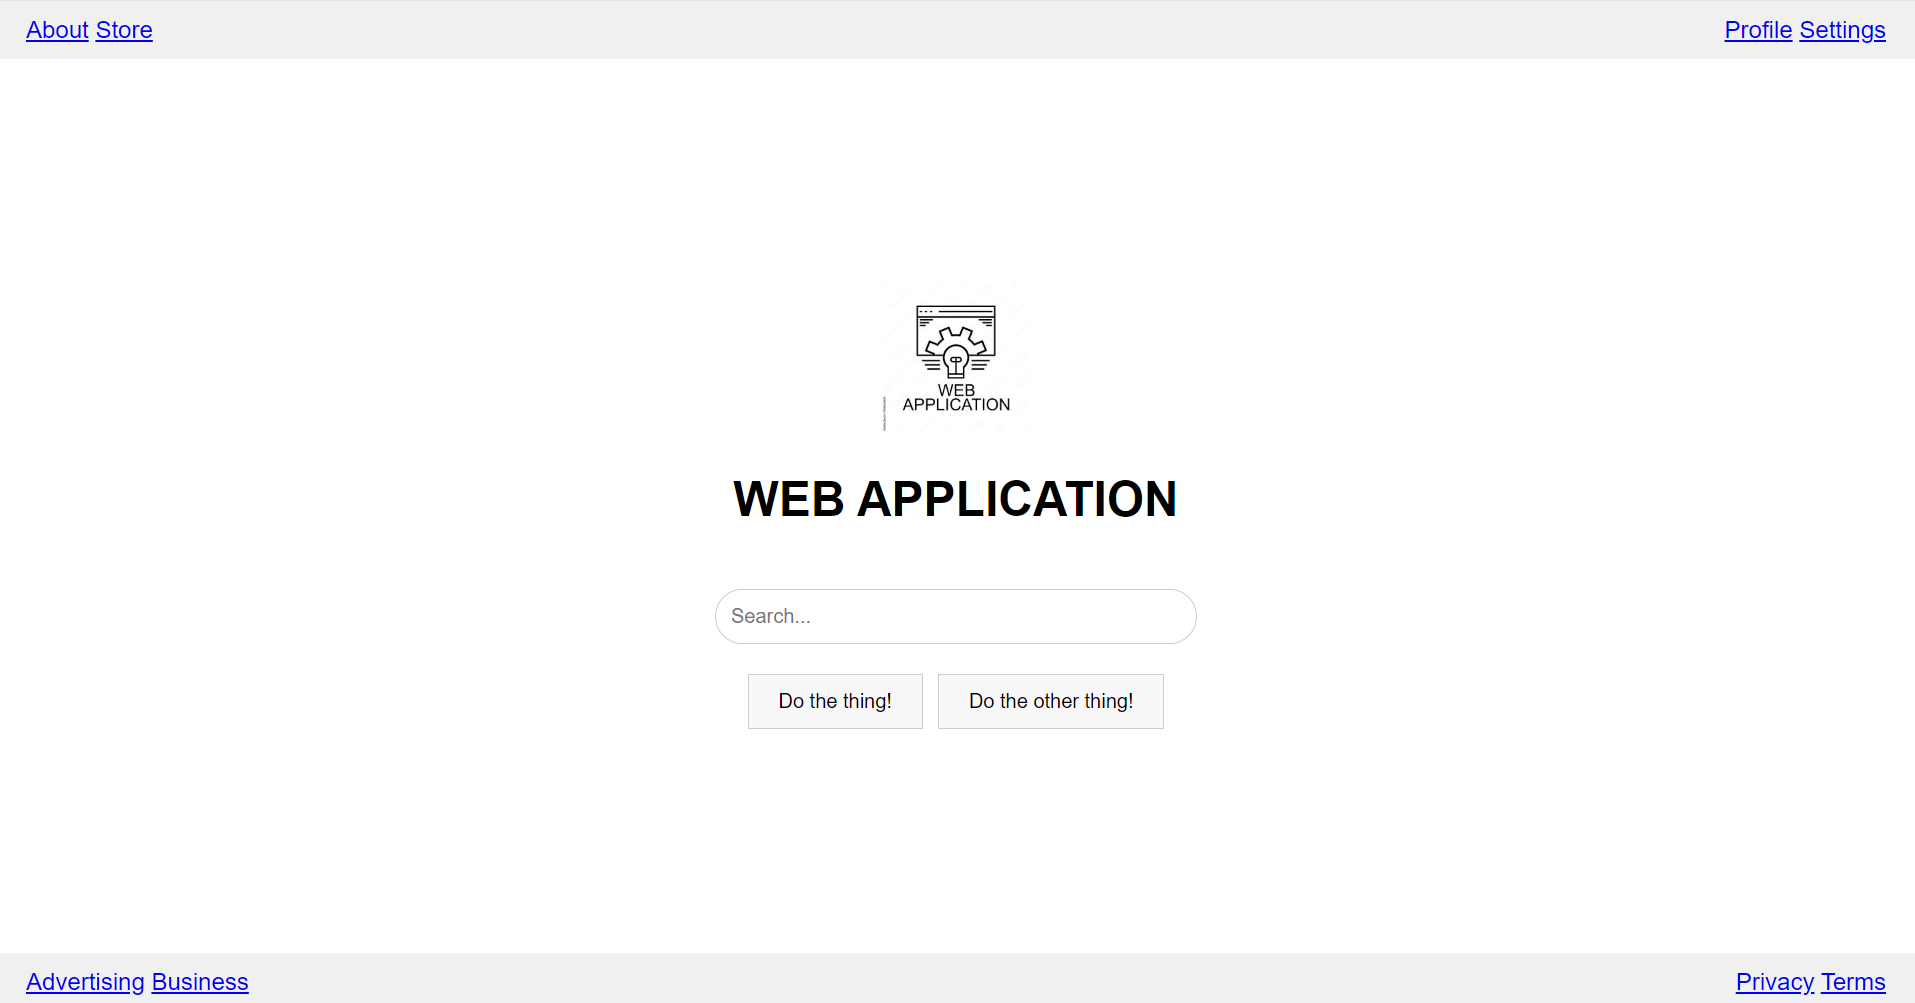 About Store
Profile Settings
WEB
APPLICATION
WEB APPLICATION
Search...
Do the thing!
Do the other thing!
Advertising Business
Privacy Terms